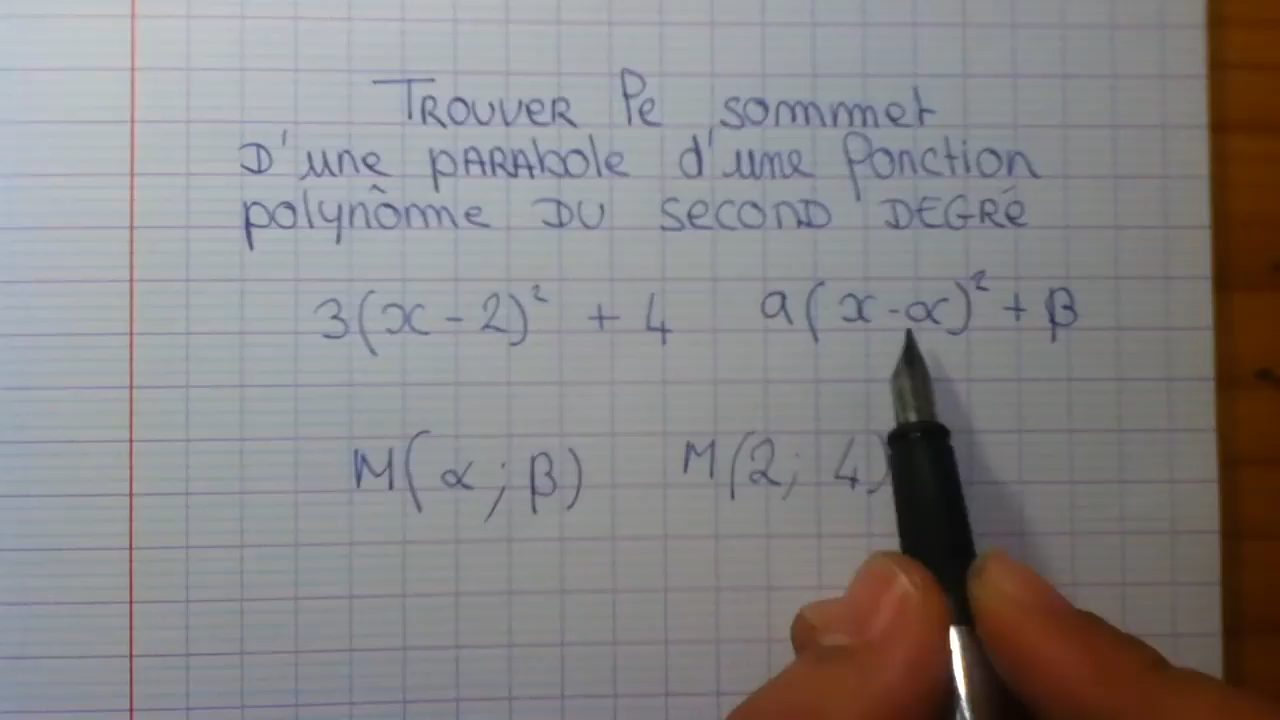 TROUVER le sommet
D'une PARAbole d'une fonction
polynôme DU SECOND DEGRÉ
3(x - 2)² + 4 a(x - α)² + β
M(α ; β) M(2 ; 4)